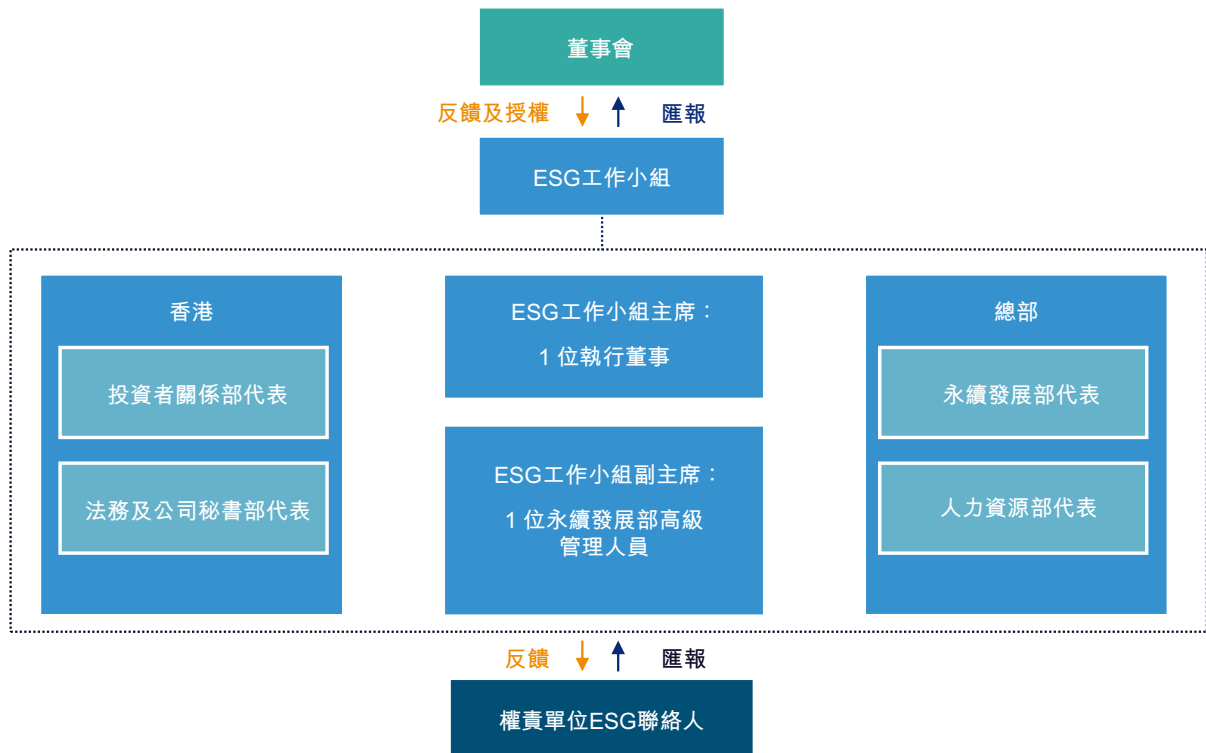 董事會
反饋及授權
匯報
ESG工作小組
香港
投資者關係部代表
法務及公司秘書部代表
ESG工作小組主席：
1 位執行董事
ESG工作小組副主席：
1 位永續發展部高級
管理人員
總部
永續發展部代表
人力資源部代表
反饋
匯報
權責單位ESG聯絡人